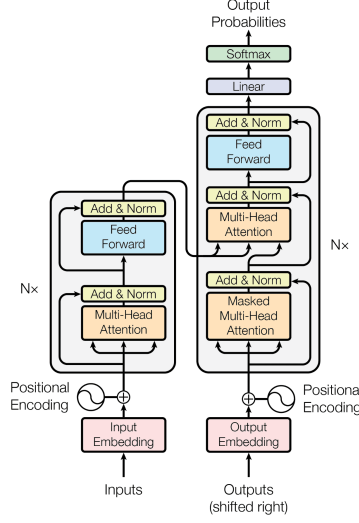 Output
Probabilities
Softmax
Linear
Add & Norm
Feed
Forward
Add & Norm
Multi-Head
Attention
Add & Norm
Masked
Multi-Head
Attention
Nx
Add & Norm
Feed
Forward
Add & Norm
Multi-Head
Attention
Nx
Positional
Encoding
Positional
Encoding
Input
Embedding
Output
Embedding
Inputs
Outputs
(shifted right)